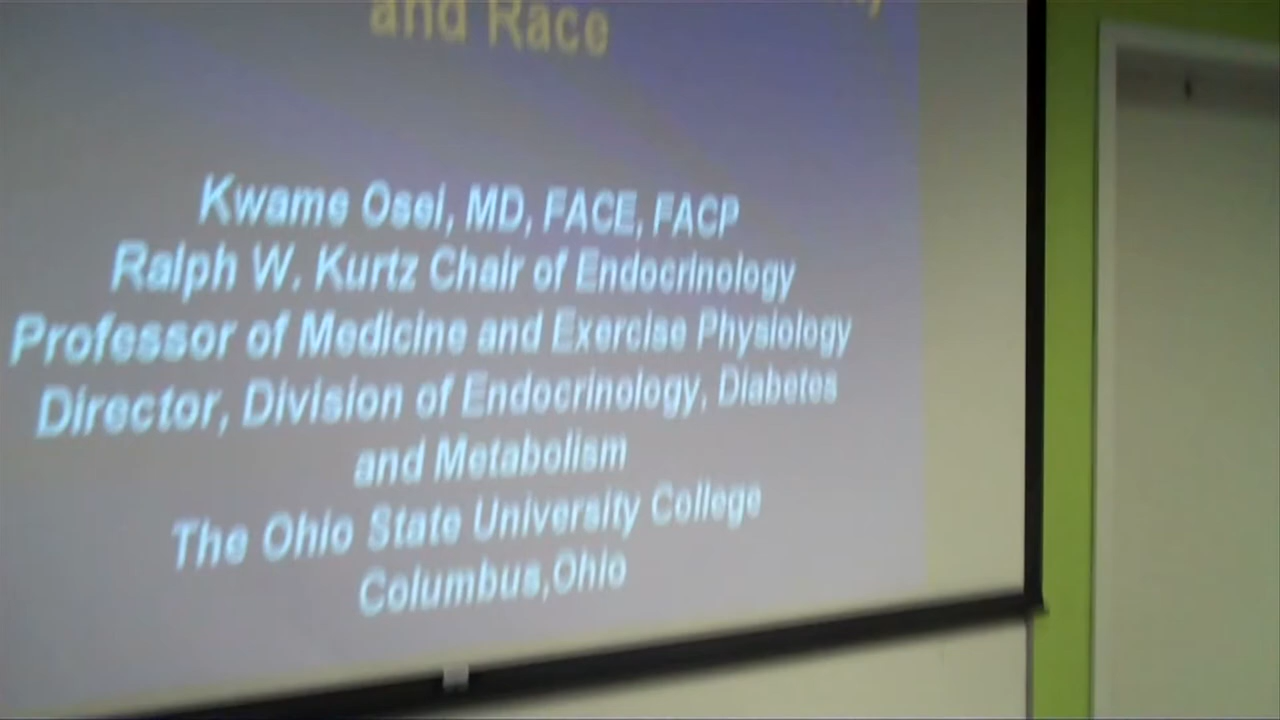 and Race
Kwame Osei, MD, FACE, FACP
Ralph W. Kurtz Chair of Endocrinology
Professor of Medicine and Exercise Physiology
Director, Division of Endocrinology, Diabetes
and Metabolism
The Ohio State University College
Columbus,Ohio